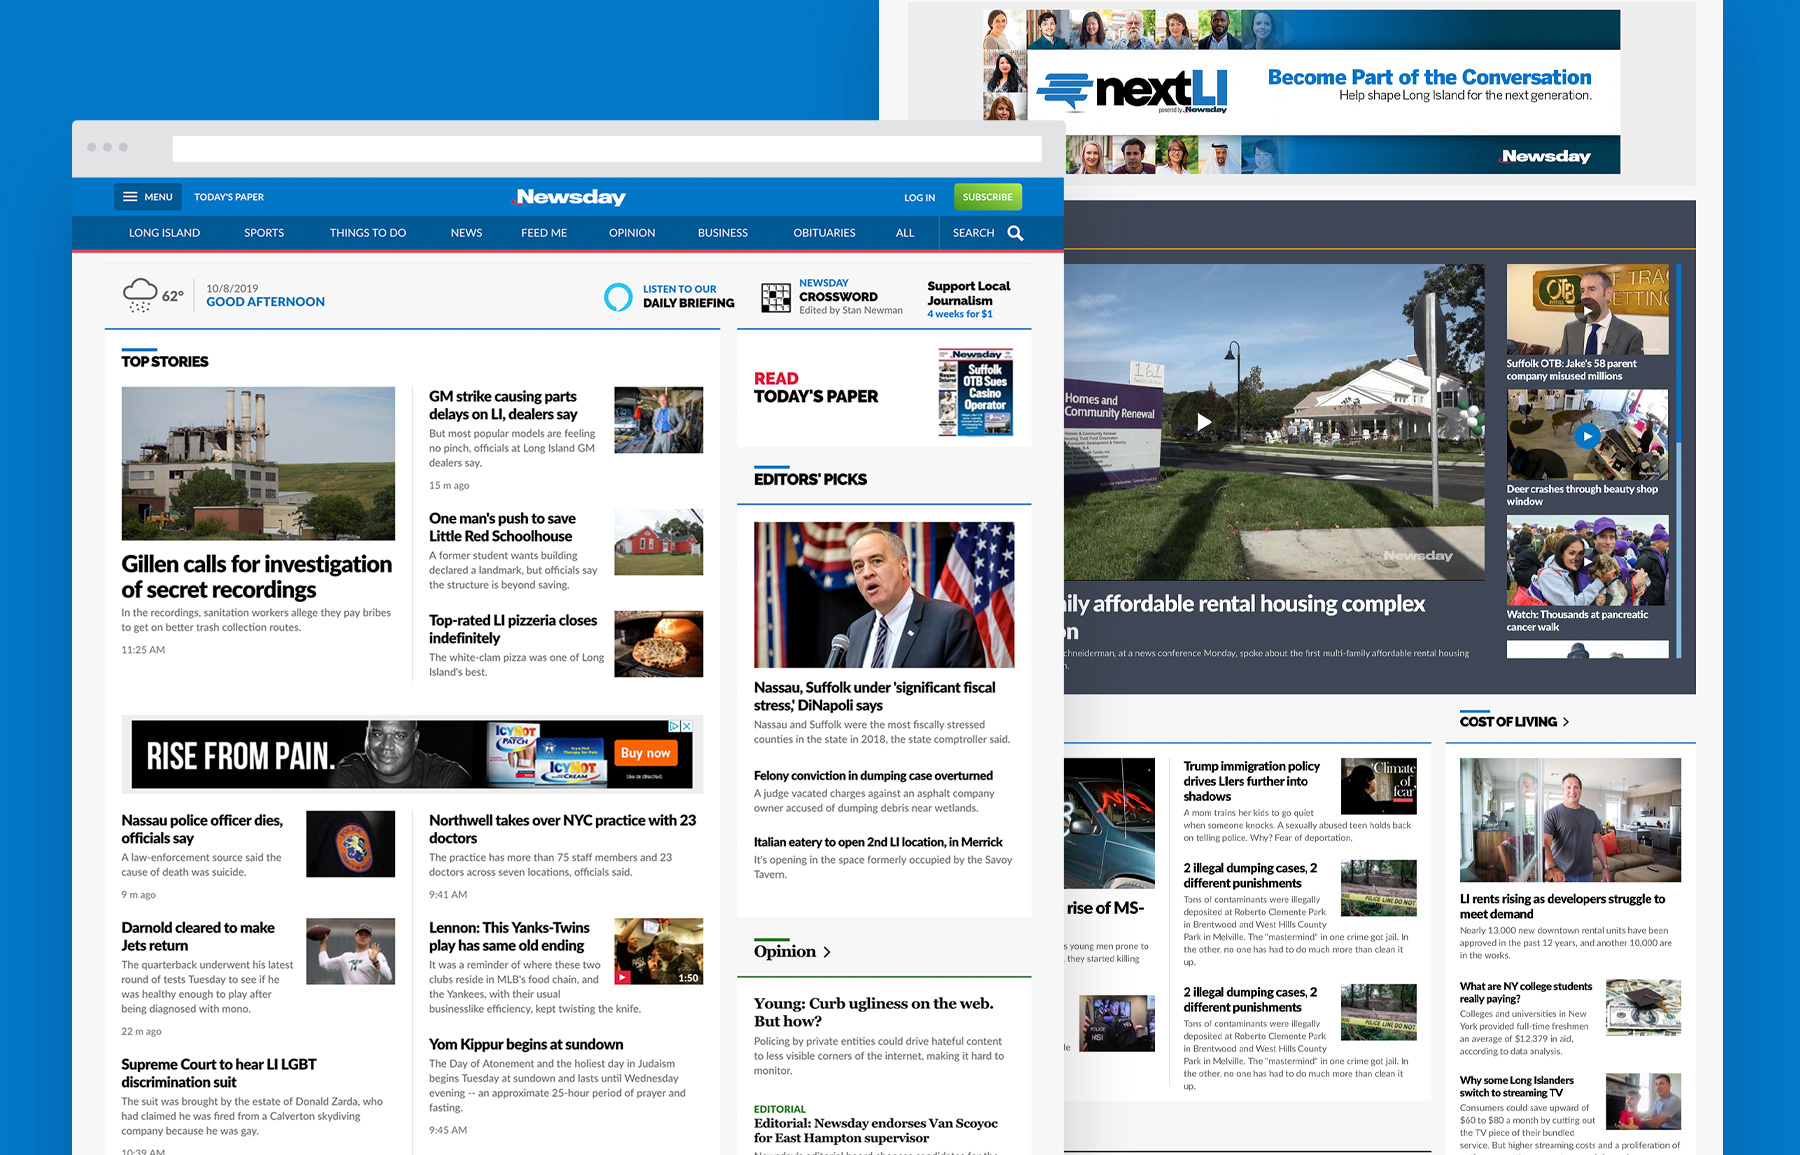 MENU
TODAY'S PAPER
Newsday
LOG IN
SUBSCRIBE
LONG ISLAND
SPORTS
THINGS TO DO
NEWS
FEED ME
OPINION
BUSINESS
OBITUARIES
ALL
SEARCH
62°
10/8/2019
GOOD AFTERNOON
LISTEN TO OUR
DAILY BRIEFING
NEWSDAY
CROSSWORD
Edited by Stan Newman
Support Local
Journalism
4 weeks for $1
TOP STORIES
Gillen calls for investigation
of secret recordings
In the recordings, sanitation workers allege they pay bribes
to get on better trash collection routes.
11:25 AM
GM strike causing parts
delays on LI, dealers say
But most popular models are feeling
no pinch, officials at Long Island GM
dealers say.
15 m ago
One man's push to save
Little Red Schoolhouse
A former student wants building
declared a landmark, but officials say
the structure is beyond saving.
Top-rated LI pizzeria closes
indefinitely
The white-clam pizza was one of Long
Island's best.
RISE FROM PAIN.
ICY HOT
PATCH
ICY HOT
CREAM
Buy now
Use as directed.
Nassau police officer dies,
officials say
A law-enforcement source said the
cause of death was suicide.
9 m ago
Darnold cleared to make
Jets return
The quarterback underwent his latest
round of tests Tuesday to see if he
was healthy enough to play after
being diagnosed with mono.
22 m ago
Supreme Court to hear LI LGBT
discrimination suit
The suit was brought by the estate of Donald Zarda, who
had claimed he was fired from a Calverton skydiving
company because he was gay.
10:39 AM
Northwell takes over NYC practice with 23
doctors
The practice has more than 75 staff members and 23
doctors across seven locations, officials said.
9:41 AM
Lennon: This Yanks-Twins
play has same old ending
It was a reminder of where these two
clubs reside in MLB's food chain, and
the Yankees, with their usual
businesslike efficiency, kept twisting the knife.
1:50
Yom Kippur begins at sundown
The Day of Atonement and the holiest day in Judaism
begins Tuesday at sundown and lasts until Wednesday
evening -- an approximate 25-hour period of prayer and
fasting.
9:45 AM
READ
TODAY'S PAPER
Newsday
Suffolk
OTB Sues
Casino
Operator
EDITORS' PICKS
Nassau, Suffolk under 'significant fiscal
stress,' DiNapoli says
Nassau and Suffolk were the most fiscally stressed
counties in the state in 2018, the state comptroller said.
Felony conviction in dumping case overturned
A judge vacated charges against an asphalt company
owner accused of dumping debris near wetlands.
Italian eatery to open 2nd LI location, in Merrick
It's opening in the space formerly occupied by the Savoy
Tavern.
Opinion
Young: Curb ugliness on the web.
But how?
Policing by private entities could drive hateful content
to less visible corners of the internet, making it hard to
monitor.
EDITORIAL
Editorial: Newsday endorses Van Scoyoc
for East Hampton supervisor
nextLI
powered by Newsday
Become Part of the Conversation
Help shape Long Island for the next generation.
Newsday
161
Homes and
Community Renewal
Newsday
ily affordable rental housing complex
on
chneiderman, at a news conference Monday, spoke about the first multi-family affordable rental housing
n.
OTB
Suffolk OTB: Jake's 58 parent
company misused millions
Deer crashes through beauty shop
window
Watch: Thousands at pancreatic
cancer walk
rise of MS-
s young men prone to
, they started killing
le
POLICE
HSI
Trump immigration policy
drives LIers further into
shadows
A mom trains her kids to go quiet
when someone knocks. A sexually abused teen holds back
on telling police. Why? Fear of deportation.
'Climate
of
fear'
2 illegal dumping cases, 2
different punishments
Tons of contaminants were illegally
deposited at Roberto Clemente Park
in Brentwood and West Hills County
Park in Melville. The "mastermind" in one crime got jail. In
the other, no one has had to do much more than clean it
up.
POLICE LINE DO NOT
2 illegal dumping cases, 2
different punishments
Tons of contaminants were illegally
deposited at Roberto Clemente Park
in Brentwood and West Hills County
Park in Melville. The "mastermind" in one crime got jail. In
the other, no one has had to do much more than clean it
up.
POLICE LINE DO NOT
COST OF LIVING
LI rents rising as developers struggle to
meet demand
Nearly 13,000 new downtown rental units have been
approved in the past 12 years, and another 10,000 are
in the works.
What are NY college students
really paying?
Colleges and universities in New
York provided full-time freshmen
an average of $12,379 in aid,
according to data analysis.
Why some Long Islanders
switch to streaming TV
Consumers could save upward of
$60 to $80 a month by cutting out
the TV piece of their bundled
service. But higher streaming costs and a proliferation of